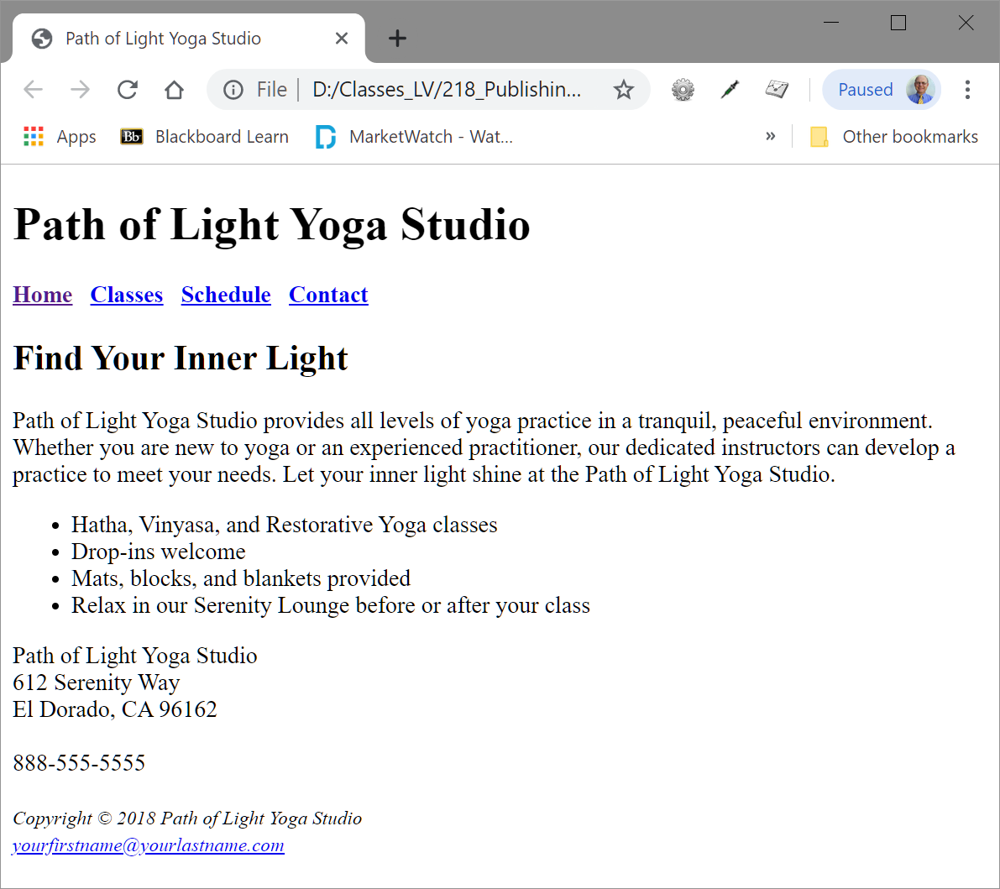 Path of Light Yoga Studio
File D:/Classes_LV/218_Publishin... Paused
Apps Bb Blackboard Learn MarketWatch - Wat... » Other bookmarks
Path of Light Yoga Studio
Home Classes Schedule Contact
Find Your Inner Light
Path of Light Yoga Studio provides all levels of yoga practice in a tranquil, peaceful environment.
Whether you are new to yoga or an experienced practitioner, our dedicated instructors can develop a
practice to meet your needs. Let your inner light shine at the Path of Light Yoga Studio.
• Hatha, Vinyasa, and Restorative Yoga classes
• Drop-ins welcome
• Mats, blocks, and blankets provided
• Relax in our Serenity Lounge before or after your class
Path of Light Yoga Studio
612 Serenity Way
El Dorado, CA 96162
888-555-5555
Copyright © 2018 Path of Light Yoga Studio
yourfirstname@yourlastname.com